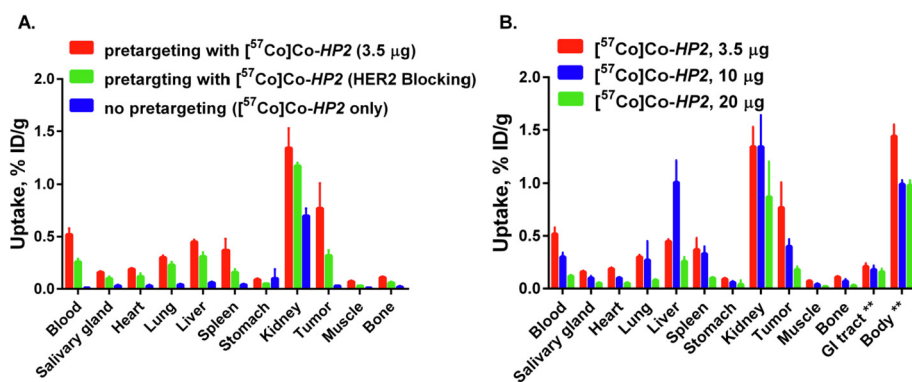 A.
pretargeting with [⁵⁷Co]Co-HP2 (3.5 μg)
pretargting with [⁵⁷Co]Co-HP2 (HER2 Blocking)
no pretargeting ([⁵⁷Co]Co-HP2 only)
Uptake, % ID/g
2.0
1.5
1.0
0.5
0.0
Blood
Salivary gland
Heart
Lung
Liver
Spleen
Stomach
Kidney
Tumor
Muscle
Bone
B.
[⁵⁷Co]Co-HP2, 3.5 μg
[⁵⁷Co]Co-HP2, 10 μg
[⁵⁷Co]Co-HP2, 20 μg
Uptake, % ID/g
2.0
1.5
1.0
0.5
0.0
Blood
Salivary gland
Heart
Lung
Liver
Spleen
Stomach
Kidney
Tumor
Muscle
Bone
GI tract **
Body **